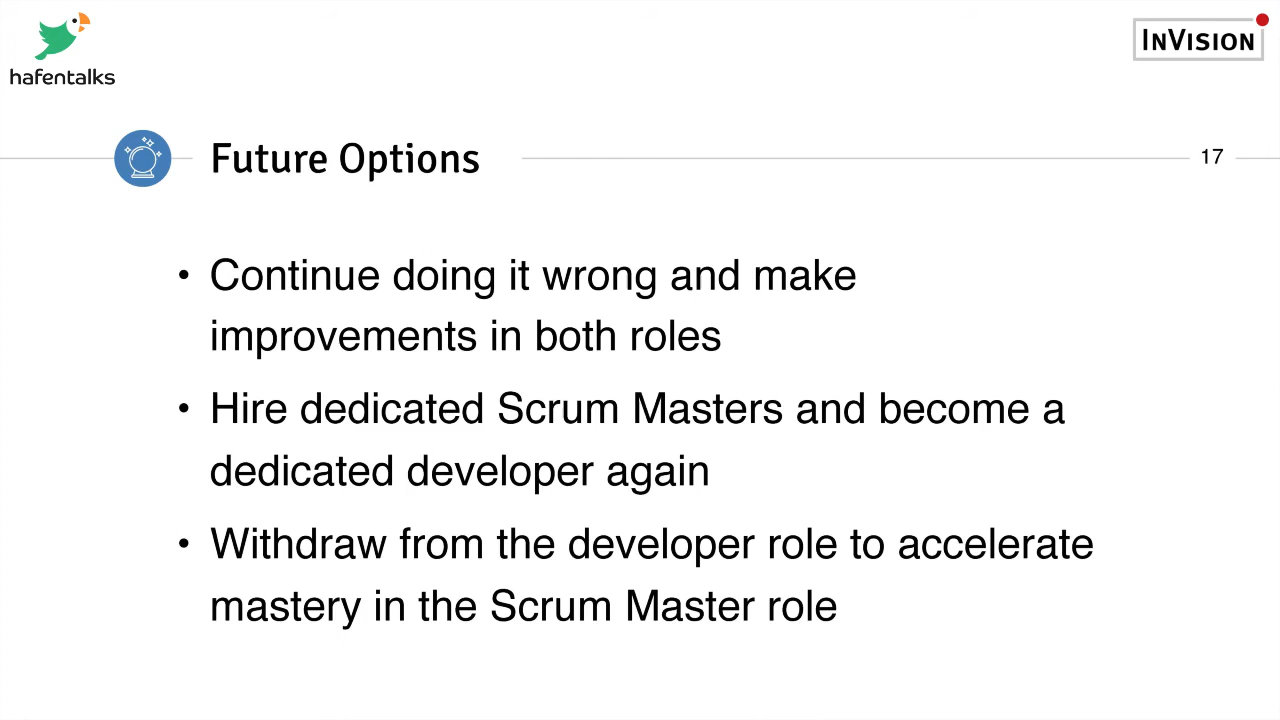 hafentalks
INVISION
Future Options
17
• Continue doing it wrong and make
improvements in both roles
• Hire dedicated Scrum Masters and become a
dedicated developer again
• Withdraw from the developer role to accelerate
mastery in the Scrum Master role